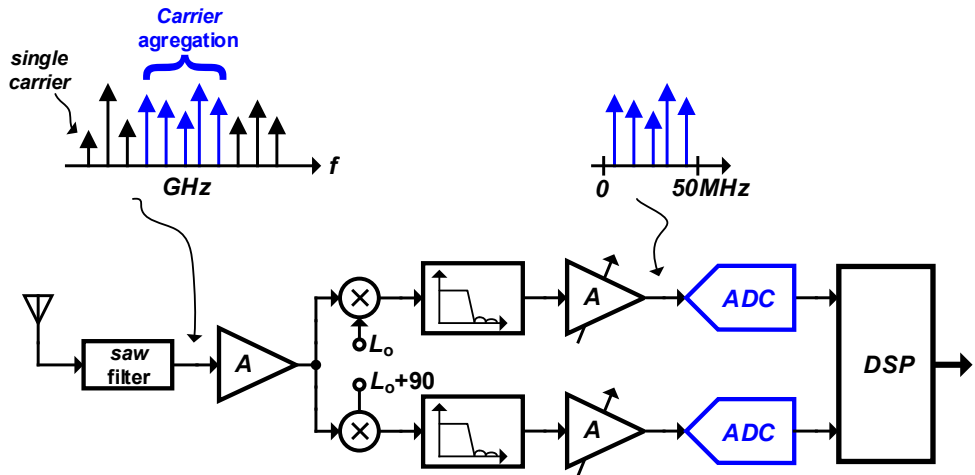 Carrier
agregation
single
carrier
f
GHz
0
50MHz
A
ADC
Lo
saw
filter
A
DSP
Lo+90
A
ADC